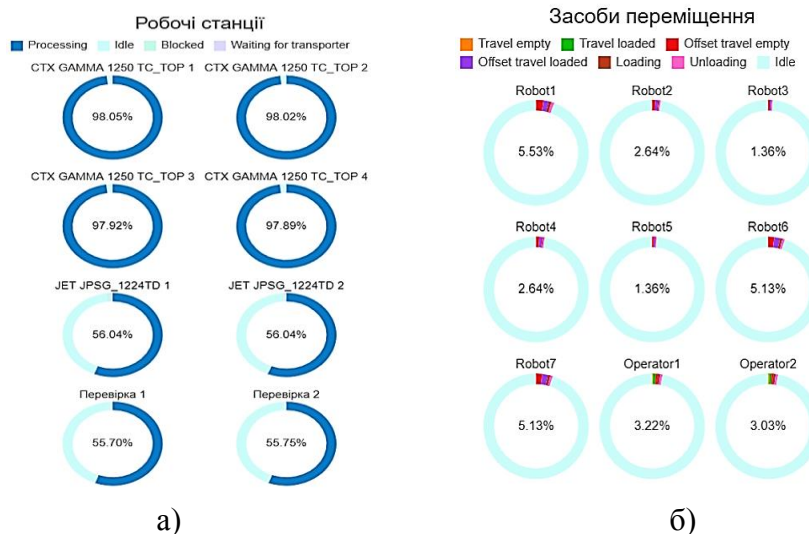 Робочі станції
Processing Idle Blocked Waiting for transporter
CTX GAMMA 1250 TC_TOP 1 CTX GAMMA 1250 TC_TOP 2
98.05% 98.02%
CTX GAMMA 1250 TC_TOP 3 CTX GAMMA 1250 TC_TOP 4
97.92% 97.89%
JET JPSG_1224TD 1 JET JPSG_1224TD 2
56.04% 56.04%
Перевірка 1 Перевірка 2
55.70% 55.75%
а)
Засоби переміщення
Travel empty Travel loaded Offset travel empty
Offset travel loaded Loading Unloading Idle
Robot1 Robot2 Robot3
5.53% 2.64% 1.36%
Robot4 Robot5 Robot6
2.64% 1.36% 5.13%
Robot7 Operator1 Operator2
5.13% 3.22% 3.03%
б)